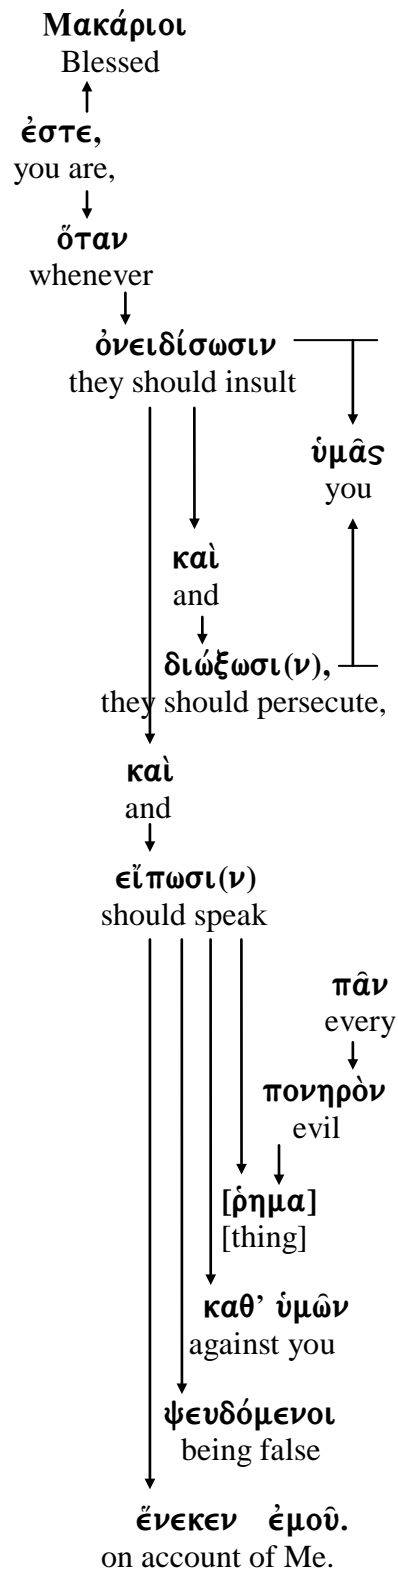 Μακάριοι
Blessed
ἐστε,
you are,
ὅταν
whenever
ὀνειδίσωσιν
they should insult
ὑμᾶς
you
καὶ
and
διώξωσι(ν),
they should persecute,
καὶ
and
εἴπωσι(ν)
should speak
πᾶν
every
πονηρὸν
evil
[ῥημα]
[thing]
καθ’ ὑμῶν
against you
ψευδόμενοι
being false
ἕνεκεν ἐμοῦ.
on account of Me.